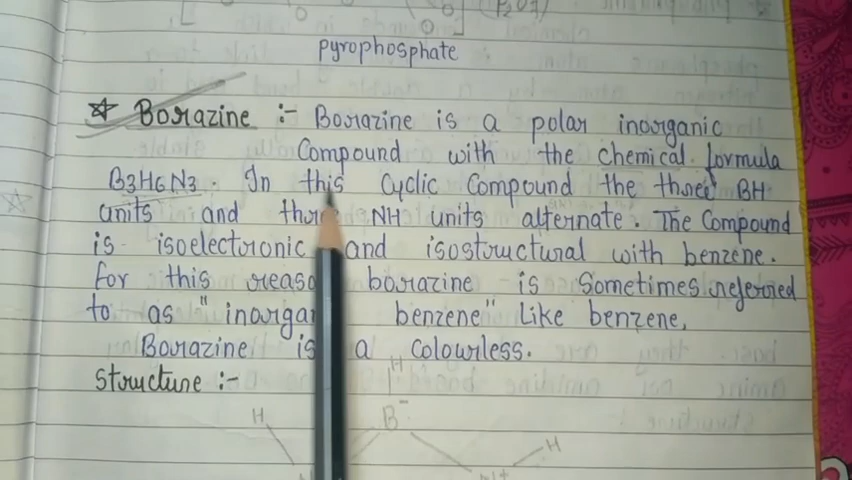 (P2O7)
O
O
pyrophosphate
☆ Borazine :- Borazine is a polar inorganic
Compound with the chemical formula
B3H6N3. In this Cyclic Compound the three BH
units and NH units alternate. The Compound
is isoelectronic and isostructural with benzene.
For this borazine is Sometimes referred
to as " benzene" Like benzene,
Borazine is a Colourless.
Structure :-
H
B-
H
H